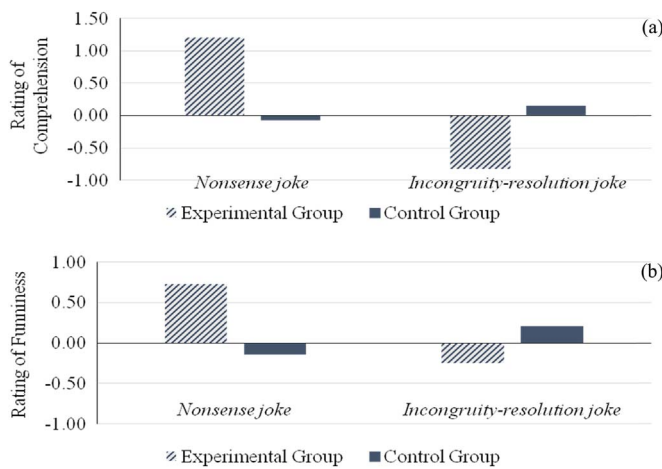 (a)
Rating of
Comprehension
1.50
1.00
0.50
0.00
-0.50
-1.00
Nonsense joke Incongruity-resolution joke
Experimental Group Control Group
(b)
Rating of Funniness
1.00
0.50
0.00
-0.50
-1.00
Nonsense joke Incongruity-resolution joke
Experimental Group Control Group